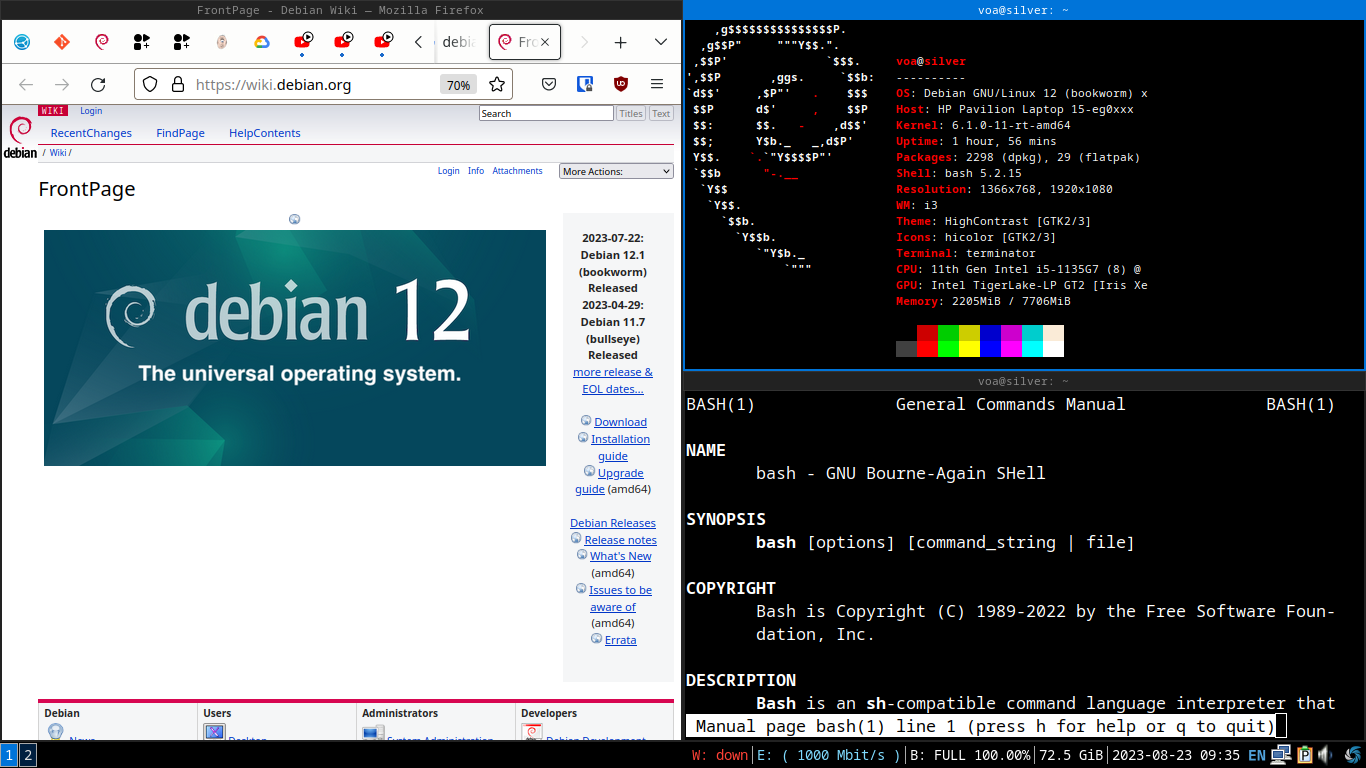 FrontPage - Debian Wiki — Mozilla Firefox
debi
Fro
https://wiki.debian.org
70%
WIKI Login
Search Titles Text
RecentChanges FindPage HelpContents
debian
/ Wiki /
Login Info Attachments More Actions:
FrontPage
debian 12
The universal operating system.
2023-07-22:
Debian 12.1
(bookworm)
Released
2023-04-29:
Debian 11.7
(bullseye)
Released
more release &
EOL dates...
Download
Installation
guide
Upgrade
guide (amd64)
Debian Releases
Release notes
What's New
(amd64)
Issues to be
aware of
(amd64)
Errata
Debian Users Administrators Developers
News Desktop System Administration Debian Development
voa@silver: ~
voa@silver
----------
OS: Debian GNU/Linux 12 (bookworm) x
Host: HP Pavilion Laptop 15-eg0xxx
Kernel: 6.1.0-11-rt-amd64
Uptime: 1 hour, 56 mins
Packages: 2298 (dpkg), 29 (flatpak)
Shell: bash 5.2.15
Resolution: 1366x768, 1920x1080
WM: i3
Theme: HighContrast [GTK2/3]
Icons: hicolor [GTK2/3]
Terminal: terminator
CPU: 11th Gen Intel i5-1135G7 (8) @
GPU: Intel TigerLake-LP GT2 [Iris Xe
Memory: 2205MiB / 7706MiB
voa@silver: ~
BASH(1) General Commands Manual BASH(1)
NAME
bash - GNU Bourne-Again SHell
SYNOPSIS
bash [options] [command_string | file]
COPYRIGHT
Bash is Copyright (C) 1989-2022 by the Free Software Foun-
dation, Inc.
DESCRIPTION
Bash is an sh-compatible command language interpreter that
Manual page bash(1) line 1 (press h for help or q to quit)
1 2
W: down|E: ( 1000 Mbit/s )|B: FULL 100.00%|72.5 GiB|2023-08-23 09:35 EN